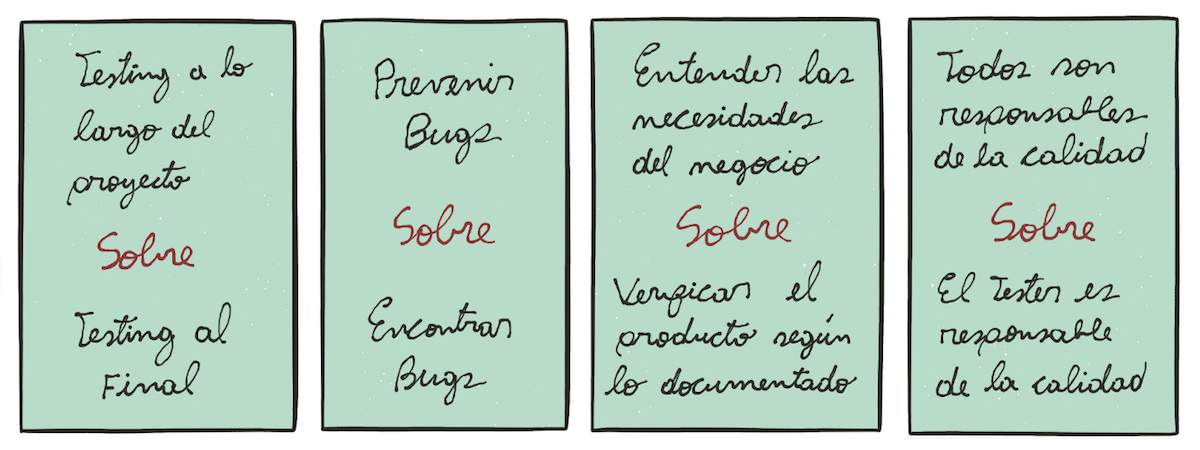 Testing a lo
largo del
proyecto
Sobre
Testing al
Final
Prevenir
Bugs
Sobre
Encontrar
Bugs
Entender las
necesidades
del negocio
Sobre
Verificar el
producto según
lo documentado
Todos son
responsables
de la calidad
Sobre
El Tester es
responsable
de la calidad